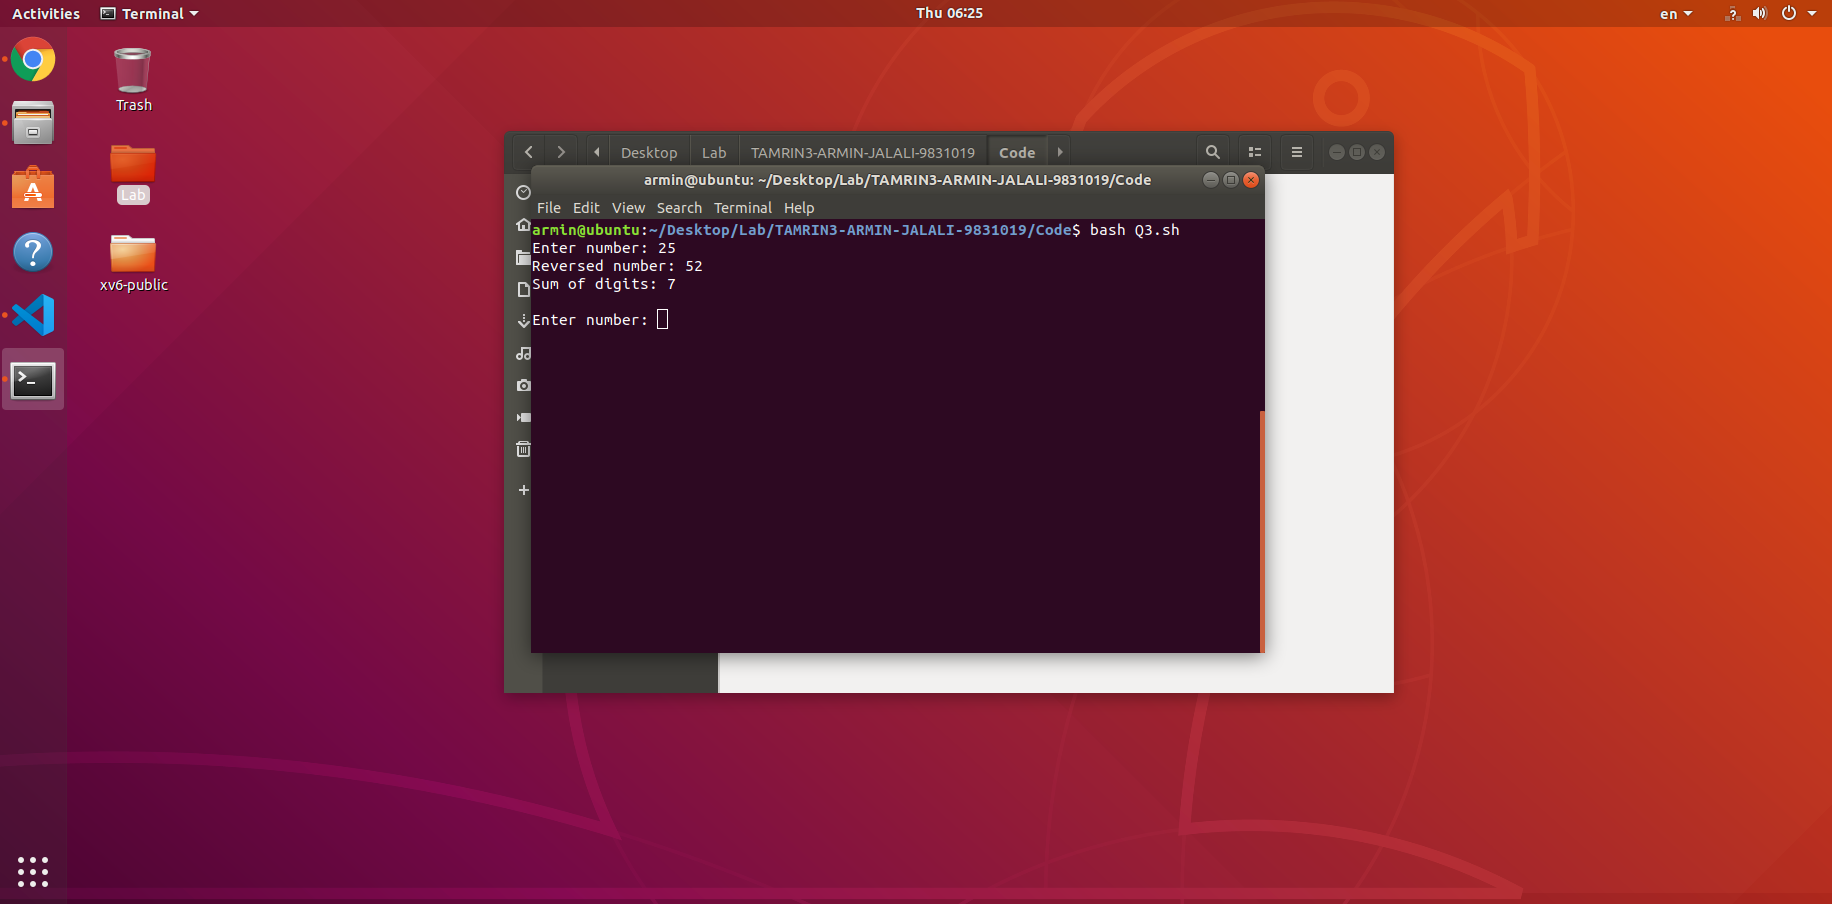 Activities Terminal Thu 06:25 en
Trash
Lab
xv6-public
Desktop Lab TAMRIN3-ARMIN-JALALI-9831019 Code
armin@ubuntu: ~/Desktop/Lab/TAMRIN3-ARMIN-JALALI-9831019/Code
File Edit View Search Terminal Help
armin@ubuntu:~/Desktop/Lab/TAMRIN3-ARMIN-JALALI-9831019/Code$ bash Q3.sh
Enter number: 25
Reversed number: 52
Sum of digits: 7
Enter number: